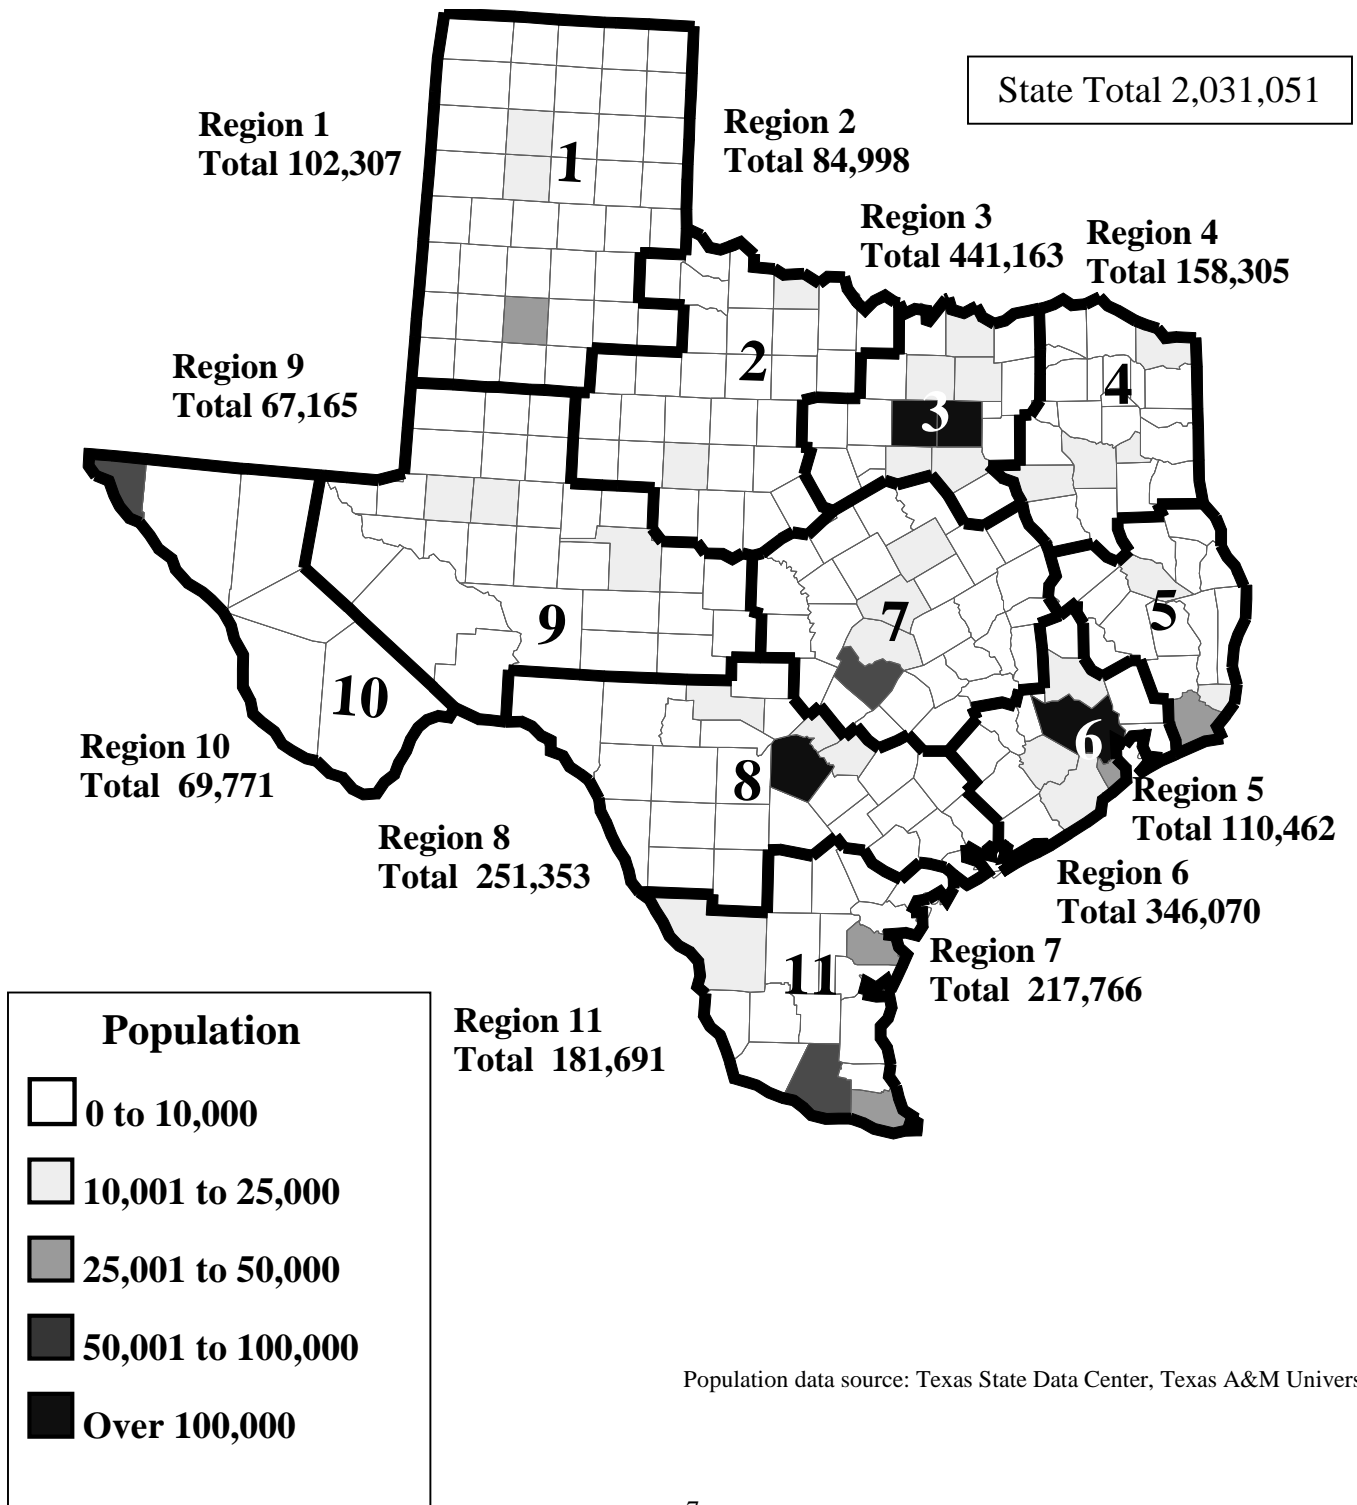 State Total 2,031,051
Region 1
Total 102,307
Region 2
Total 84,998
Region 3
Total 441,163
Region 4
Total 158,305
Region 9
Total 67,165
1
2
3
4
5
6
7
8
9
10
11
Region 10
Total 69,771
Region 8
Total 251,353
Region 5
Total 110,462
Region 6
Total 346,070
Region 7
Total 217,766
Region 11
Total 181,691
Population
0 to 10,000
10,001 to 25,000
25,001 to 50,000
50,001 to 100,000
Over 100,000
Population data source: Texas State Data Center, Texas A&M Univers